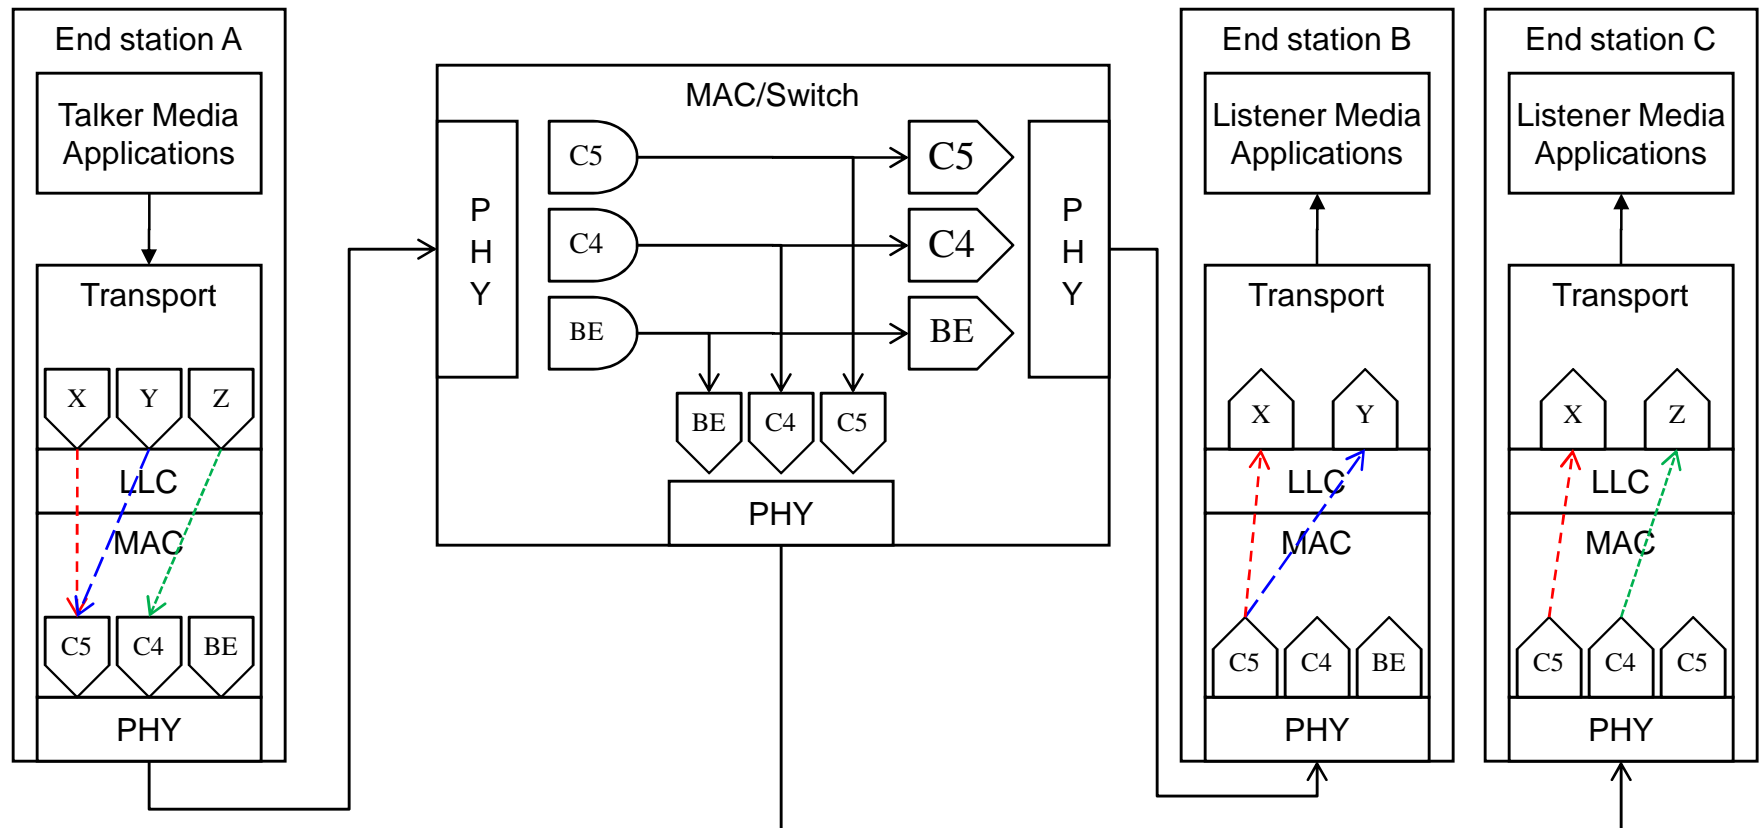 End station A
Talker Media
Applications
Transport
X Y Z
LLC
MAC
C5 C4 BE
PHY
MAC/Switch
P
H
Y
C5
C4
BE
C5
C4
BE
P
H
Y
BE C4 C5
PHY
End station B
Listener Media
Applications
Transport
X Y
LLC
MAC
C5 C4 BE
PHY
End station C
Listener Media
Applications
Transport
X Z
LLC
MAC
C5 C4 C5
PHY